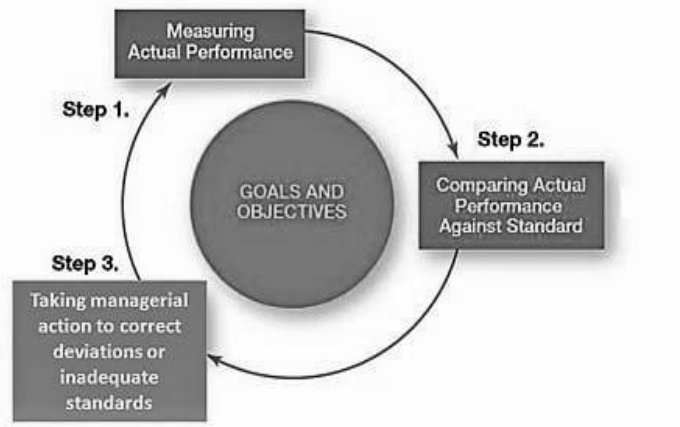 Measuring
Actual Performance
Step 1.
Step 2.
Comparing Actual
Performance
Against Standard
GOALS AND
OBJECTIVES
Step 3.
Taking managerial
action to correct
deviations or
inadequate
standards